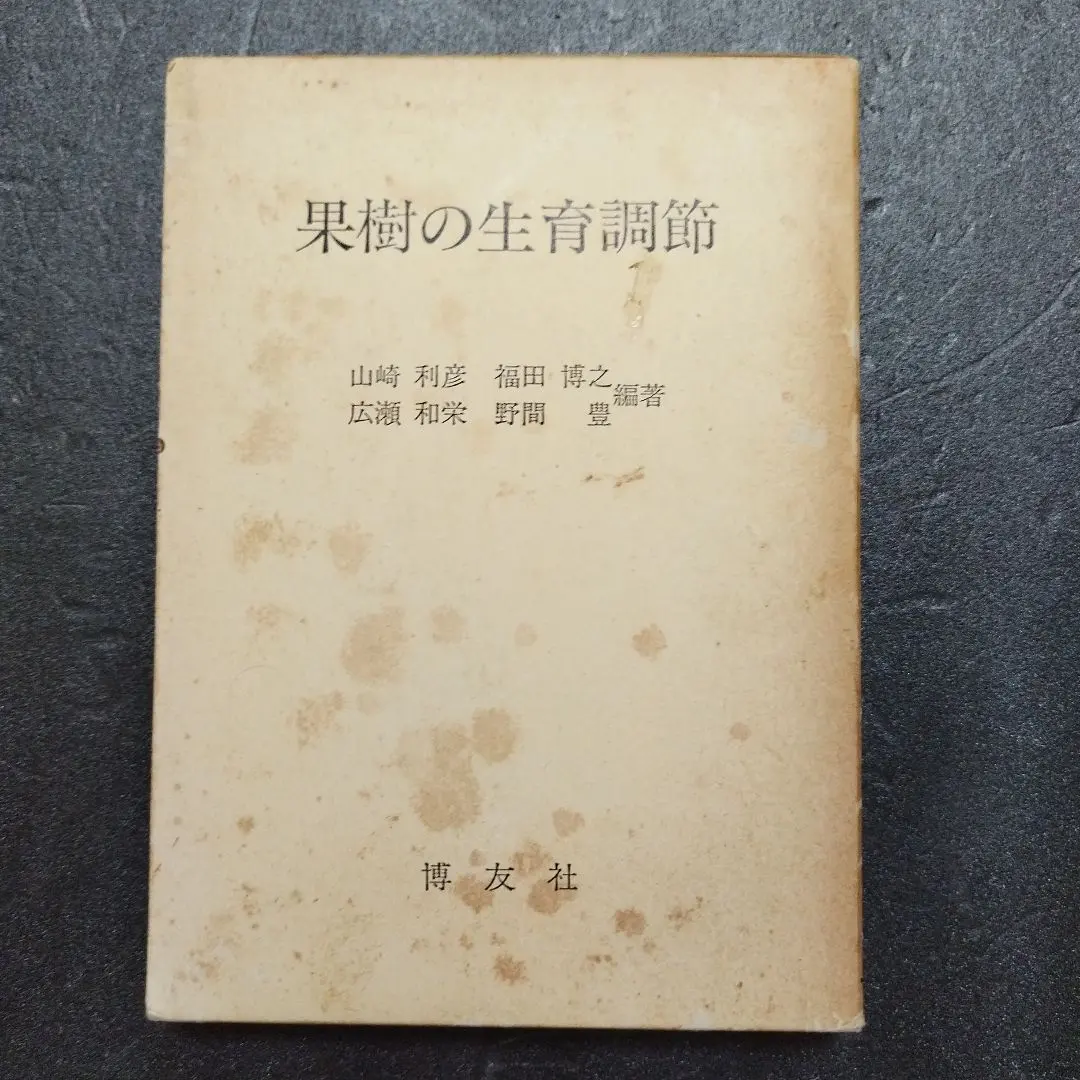 果樹の生育調節
山崎 利彦 福田 博之
広瀬 和栄 野間 豊
編著
博友社